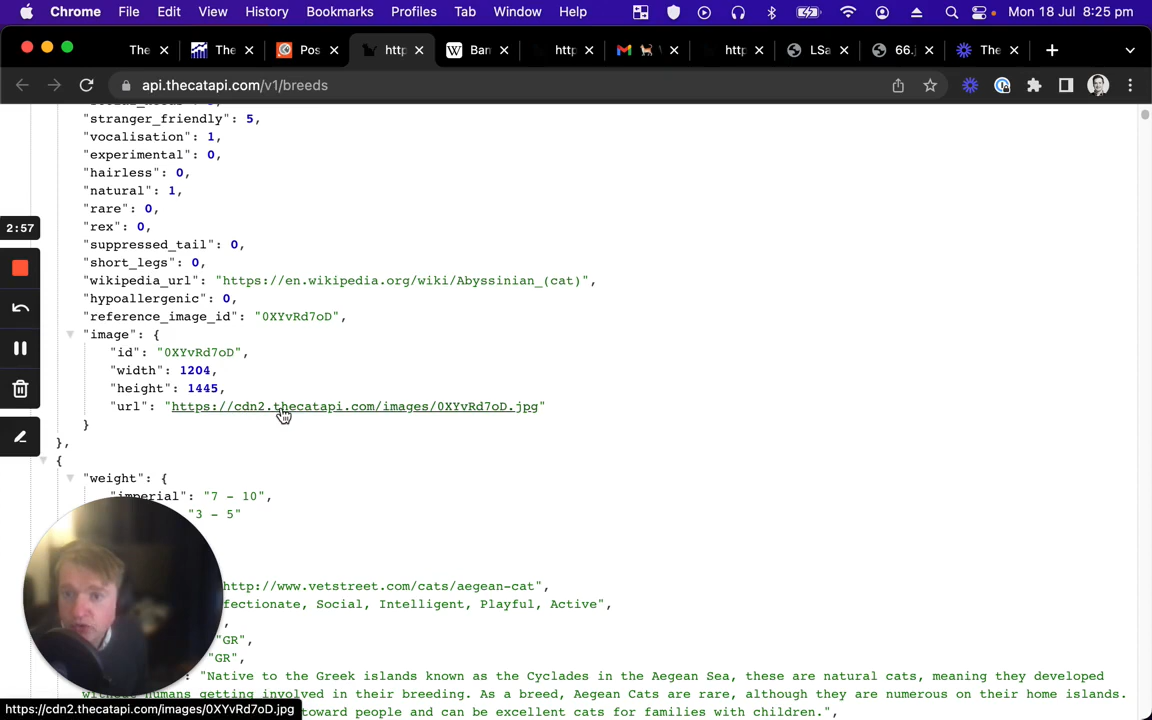 Chrome File Edit View History Bookmarks Profiles Tab Window Help Mon 18 Jul 8:25 pm
The The Pos http Ban http M http LSa 66.j The
api.thecatapi.com/v1/breeds
"stranger_friendly": 5,
"vocalisation": 1,
"experimental": 0,
"hairless": 0,
"natural": 1,
"rare": 0,
2:57
"rex": 0,
"suppressed_tail": 0,
"short_legs": 0,
"wikipedia_url": "https://en.wikipedia.org/wiki/Abyssinian_(cat)",
"hypoallergenic": 0,
"reference_image_id": "0XYvRd7oD",
"image": {
"id": "0XYvRd7oD",
"width": 1204,
"height": 1445,
"url": "https://cdn2.thecatapi.com/images/0XYvRd7oD.jpg"
}
},
{
"weight": {
"imperial": "7 - 10",
"3 - 5"
http://www.vetstreet.com/cats/aegean-cat",
fectionate, Social, Intelligent, Playful, Active",
"GR",
"GR",
"Native to the Greek islands known as the Cyclades in the Aegean Sea, these are natural cats, meaning they developed
without humans getting involved in their breeding. As a breed, Aegean Cats are rare, although they are numerous on their home islands.
toward people and can be excellent cats for families with children.",
https://cdn2.thecatapi.com/images/0XYvRd7oD.jpg